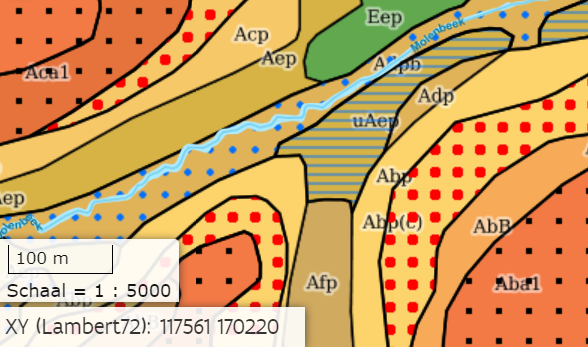 Eep
Molenbeek
Acp
Aep
Aca1
Adp
uAep
Abp
ep
Abp(c)
AbB
Molenbeek
100 m
Afp
Aba1
Schaal = 1 : 5000
XY (Lambert72): 117561 170220